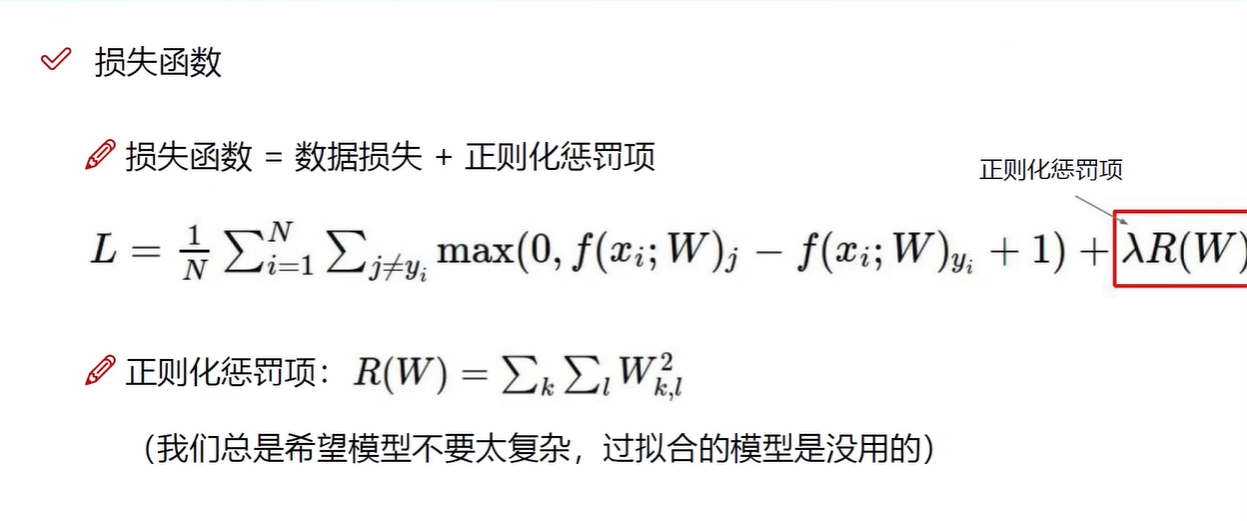 损失函数
损失函数 = 数据损失 + 正则化惩罚项
正则化惩罚项
L = \frac{1}{N} \sum_{i=1}^{N} \sum_{j \neq y_i} \max(0, f(x_i; W)_j - f(x_i; W)_{y_i} + 1) + \lambda R(W)
正则化惩罚项： R(W) = \sum_k \sum_l W_{k,l}^2
（我们总是希望模型不要太复杂，过拟合的模型是没用的）